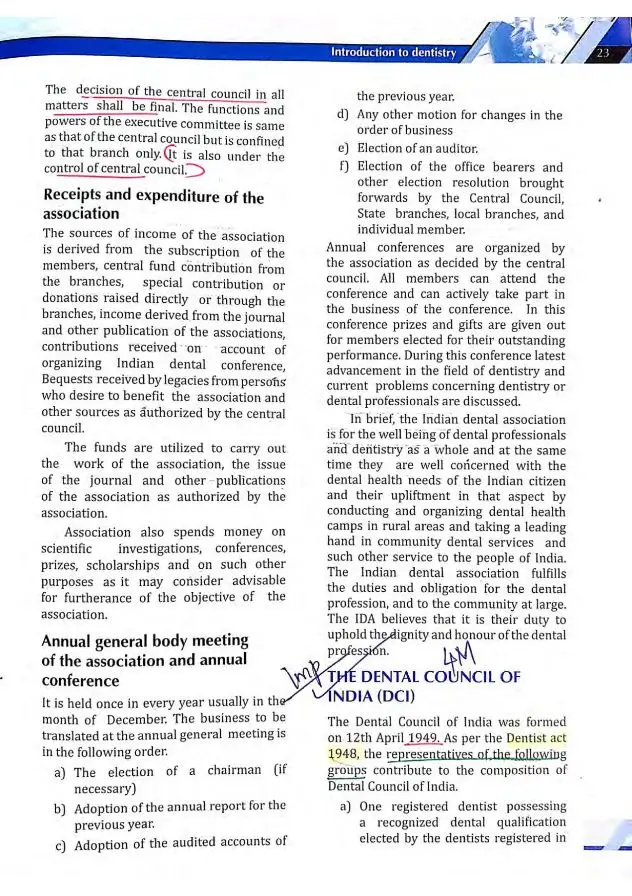 Introduction to dentistry
23
The decision of the central council in all
matters shall be final. The functions and
powers of the executive committee is same
as that of the central council but is confined
to that branch only. It is also under the
control of central council.
Receipts and expenditure of the
association
The sources of income of the association
is derived from the subscription of the
members, central fund contribution from
the branches, special contribution or
donations raised directly or through the
branches, income derived from the journal
and other publication of the associations,
contributions received on account of
organizing Indian dental conference,
Bequests received by legacies from persons
who desire to benefit the association and
other sources as authorized by the central
council.
The funds are utilized to carry out
the work of the association, the issue
of the journal and other publications
of the association as authorized by the
association.
Association also spends money on
scientific investigations, conferences,
prizes, scholarships and on such other
purposes as it may consider advisable
for furtherance of the objective of the
association.
Annual general body meeting
of the association and annual
conference
It is held once in every year usually in the
month of December. The business to be
translated at the annual general meeting is
in the following order.
a) The election of a chairman (if
necessary)
b) Adoption of the annual report for the
previous year.
c) Adoption of the audited accounts of
the previous year.
d) Any other motion for changes in the
order of business
e) Election of an auditor.
f) Election of the office bearers and
other election resolution brought
forwards by the Central Council,
State branches, local branches, and
individual member.
Annual conferences are organized by
the association as decided by the central
council. All members can attend the
conference and can actively take part in
the business of the conference. In this
conference prizes and gifts are given out
for members elected for their outstanding
performance. During this conference latest
advancement in the field of dentistry and
current problems concerning dentistry or
dental professionals are discussed.
In brief, the Indian dental association
is for the well being of dental professionals
and dentistry as a whole and at the same
time they are well concerned with the
dental health needs of the Indian citizen
and their upliftment in that aspect by
conducting and organizing dental health
camps in rural areas and taking a leading
hand in community dental services and
such other service to the people of India.
The Indian dental association fulfills
the duties and obligation for the dental
profession, and to the community at large.
The IDA believes that it is their duty to
uphold the dignity and honour of the dental
profession.
4M
Imp
THE DENTAL COUNCIL OF
INDIA (DCI)
The Dental Council of India was formed
on 12th April 1949. As per the Dentist act
1948, the representatives of the following
groups contribute to the composition of
Dental Council of India.
a) One registered dentist possessing
a recognized dental qualification
elected by the dentists registered in